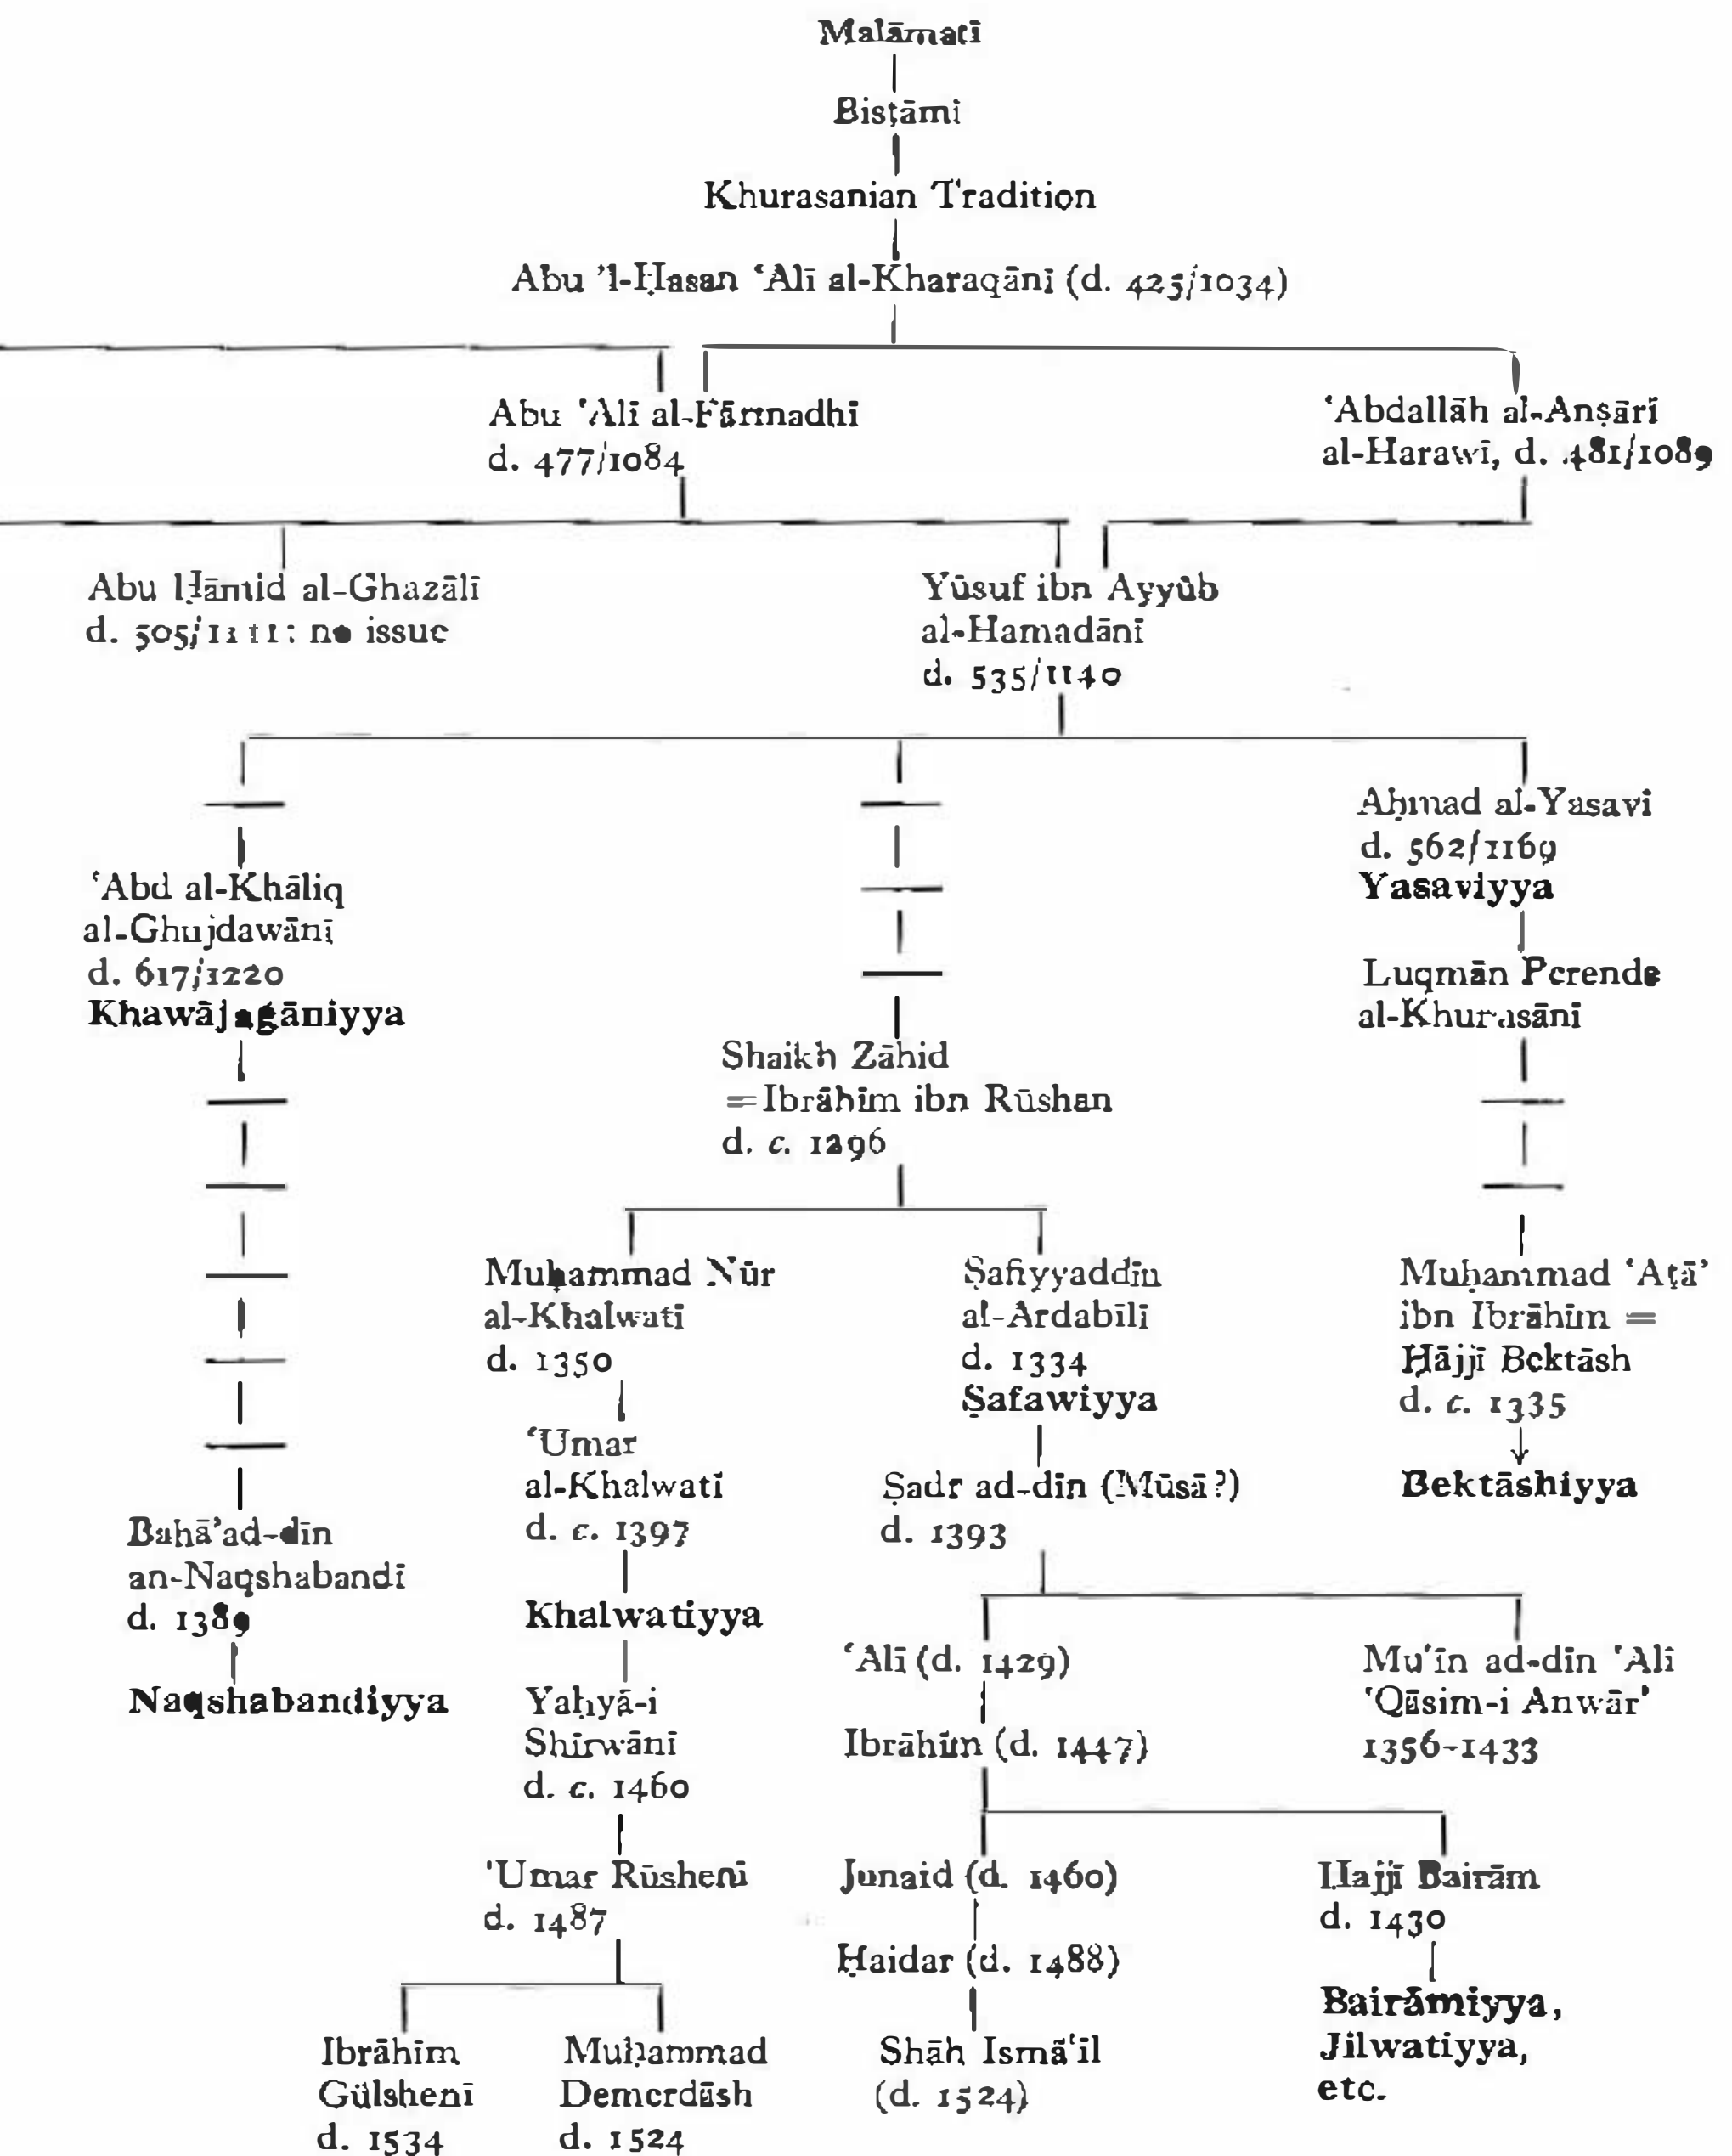 Malāmatī
Bisṭāmī
Khurasanian Tradition
Abu ’l-Ḥasan ‘Alī al-Kharaqānī (d. 425/1034)
Abu ‘Alī al-Fārmadhī
d. 477/1084
‘Abdallāh al-Anṣārī
al-Harawī, d. 481/1089
Abu Ḥāmid al-Ghazālī
d. 505/1111: no issue
Yūsuf ibn Ayyūb
al-Hamadānī
d. 535/1140
‘Abd al-Khāliq
al-Ghujdawānī
d. 617/1220
Khawājagāniyya
Bahā’ad-dīn
an-Naqshabandī
d. 1389
Naqshabandiyya
Shaikh Zāhid
=Ibrāhīm ibn Rūshan
d. c. 1296
Muḥammad Nūr
al-Khalwatī
d. 1350
‘Umar
al-Khalwatī
d. c. 1397
Khalwatiyya
Yaḥyā-i
Shīrwānī
d. c. 1460
‘Umar Rūshenī
d. 1487
Ibrāhīm
Gülshenī
d. 1534
Muḥammad
Demerdāsh
d. 1524
Ṣafiyyaddīn
al-Ardabīlī
d. 1334
Ṣafawiyya
Ṣadr ad-dīn (Mūsā?)
d. 1393
‘Alī (d. 1429)
Ibrāhīm (d. 1447)
Junaid (d. 1460)
Ḥaidar (d. 1488)
Shāh Ismā‘īl
(d. 1524)
Mu‘īn ad-dīn ‘Alī
‘Qāsim-i Anwār’
1356-1433
Ḥajjī Bairām
d. 1430
Bairāmiyya,
Jilwatiyya,
etc.
Aḥmad al-Yasavī
d. 562/1169
Yasaviyya
Luqmān Perende
al-Khurasānī
Muḥammad ‘Aṭā’
ibn Ibrāhīm =
Ḥājjī Bektāsh
d. c. 1335
Bektāshiyya